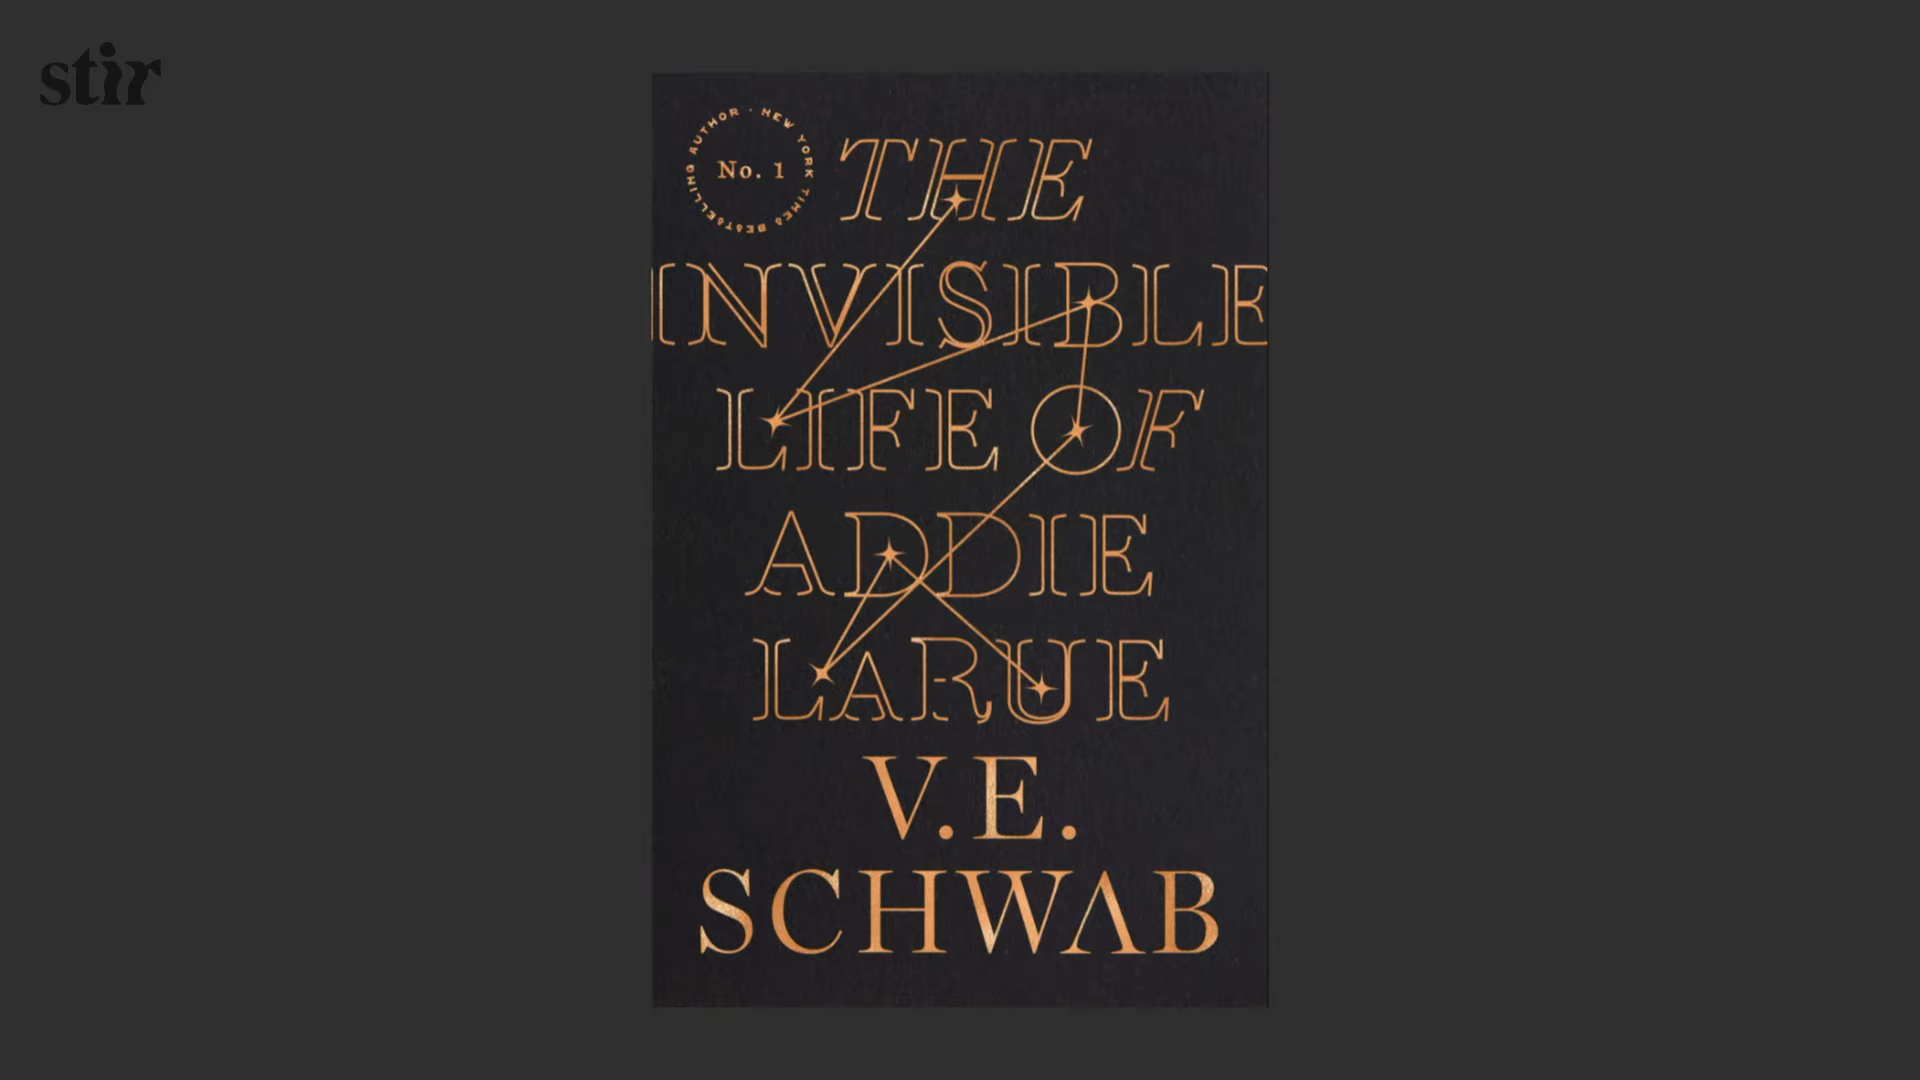 stir
No. 1
NEW YORK TIMES BESTSELLING AUTHOR ·
THE
INVISIBLE
LIFE OF
ADDIE
LARUE
V.E.
SCHWAB